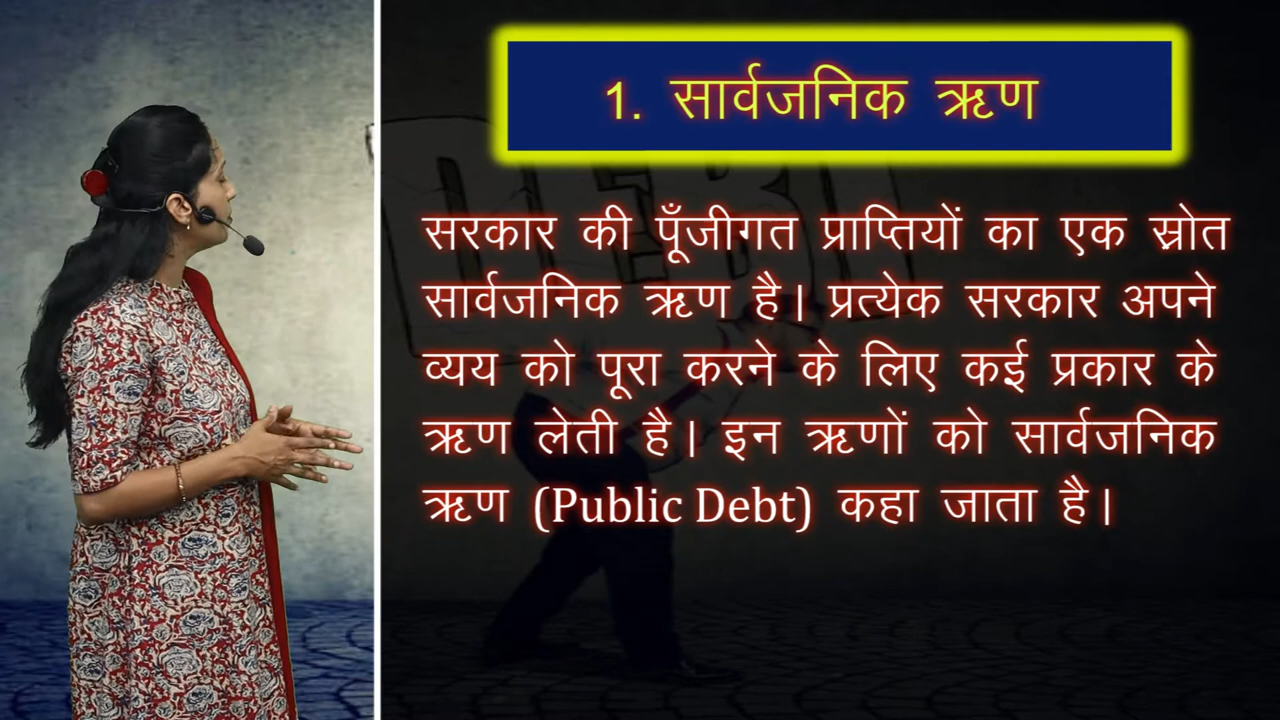 1. सार्वजनिक ऋण
सरकार की पूँजीगत प्राप्तियों का एक स्रोत
सार्वजनिक ऋण है। प्रत्येक सरकार अपने
व्यय को पूरा करने के लिए कई प्रकार के
ऋण लेती है। इन ऋणों को सार्वजनिक
ऋण (Public Debt) कहा जाता है।
DEBT